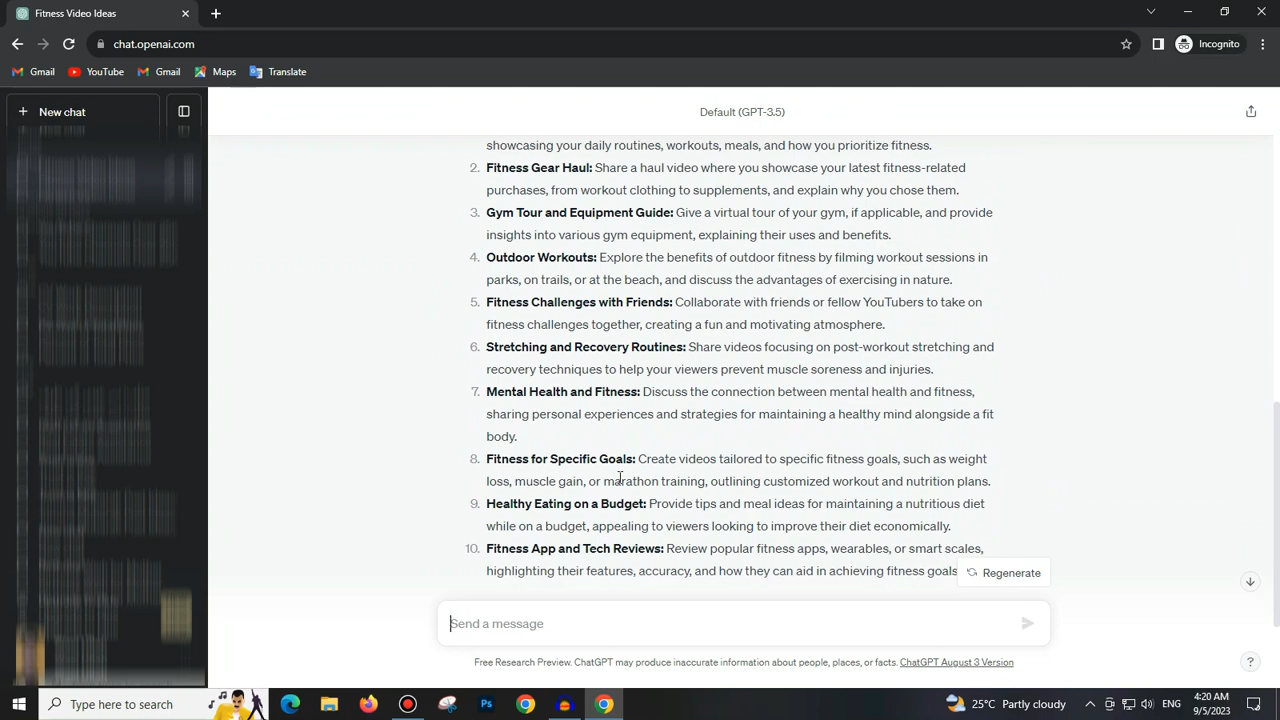 Fitness Video Ideas
chat.openai.com
Incognito
Gmail
YouTube
Gmail
Maps
Translate
New chat
Default (GPT-3.5)
showcasing your daily routines, workouts, meals, and how you prioritize fitness.
2. Fitness Gear Haul: Share a haul video where you showcase your latest fitness-related
purchases, from workout clothing to supplements, and explain why you chose them.
3. Gym Tour and Equipment Guide: Give a virtual tour of your gym, if applicable, and provide
insights into various gym equipment, explaining their uses and benefits.
4. Outdoor Workouts: Explore the benefits of outdoor fitness by filming workout sessions in
parks, on trails, or at the beach, and discuss the advantages of exercising in nature.
5. Fitness Challenges with Friends: Collaborate with friends or fellow YouTubers to take on
fitness challenges together, creating a fun and motivating atmosphere.
6. Stretching and Recovery Routines: Share videos focusing on post-workout stretching and
recovery techniques to help your viewers prevent muscle soreness and injuries.
7. Mental Health and Fitness: Discuss the connection between mental health and fitness,
sharing personal experiences and strategies for maintaining a healthy mind alongside a fit
body.
8. Fitness for Specific Goals: Create videos tailored to specific fitness goals, such as weight
loss, muscle gain, or marathon training, outlining customized workout and nutrition plans.
9. Healthy Eating on a Budget: Provide tips and meal ideas for maintaining a nutritious diet
while on a budget, appealing to viewers looking to improve their diet economically.
10. Fitness App and Tech Reviews: Review popular fitness apps, wearables, or smart scales,
highlighting their features, accuracy, and how they can aid in achieving fitness goals
Regenerate
Send a message
Free Research Preview. ChatGPT may produce inaccurate information about people, places, or facts. ChatGPT August 3 Version
?
Type here to search
Ps
25°C Partly cloudy
ENG
4:20 AM
9/5/2023